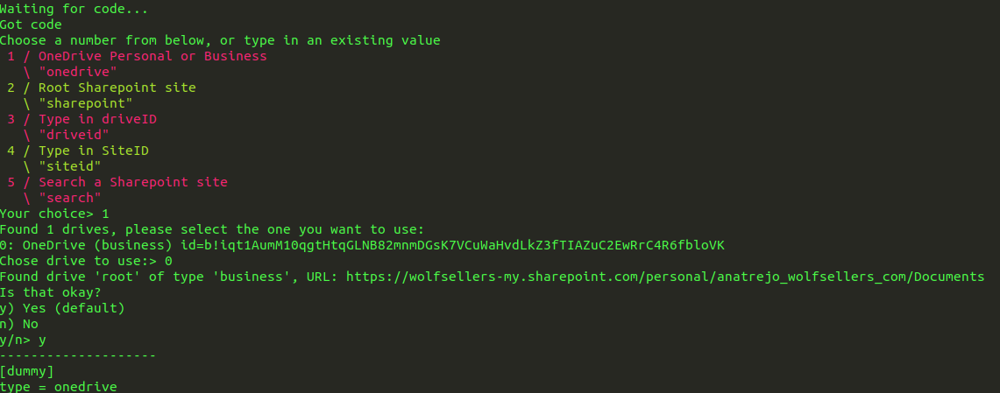 Waiting for code...
Got code
Choose a number from below, or type in an existing value
 1 / OneDrive Personal or Business
   \ "onedrive"
 2 / Root Sharepoint site
   \ "sharepoint"
 3 / Type in driveID
   \ "driveid"
 4 / Type in SiteID
   \ "siteid"
 5 / Search a Sharepoint site
   \ "search"
Your choice> 1
Found 1 drives, please select the one you want to use:
0: OneDrive (business) id=b!iqt1AumM10qgtHtqGLNB82mnmDGsK7VCuWaHvdLkZ3fTIAZuC2EwRrC4R6fbloVK
Chose drive to use:> 0
Found drive 'root' of type 'business', URL: https://wolfsellers-my.sharepoint.com/personal/anatrejo_wolfsellers_com/Documents
Is that okay?
y) Yes (default)
n) No
y/n> y
--------------------
[dummy]
type = onedrive